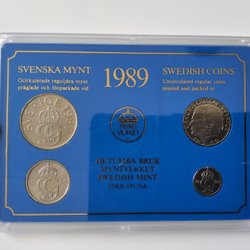 SVENSKA MYNT
Ocirkulerade reguljära mynt
präglade och förpackade vid
1989
SWEDISH COINS
Uncirculated regular coins
minted and packed at
AB TUMBA BRUK
MYNTVERKET
SWEDISH MINT
ESKILSTUNA